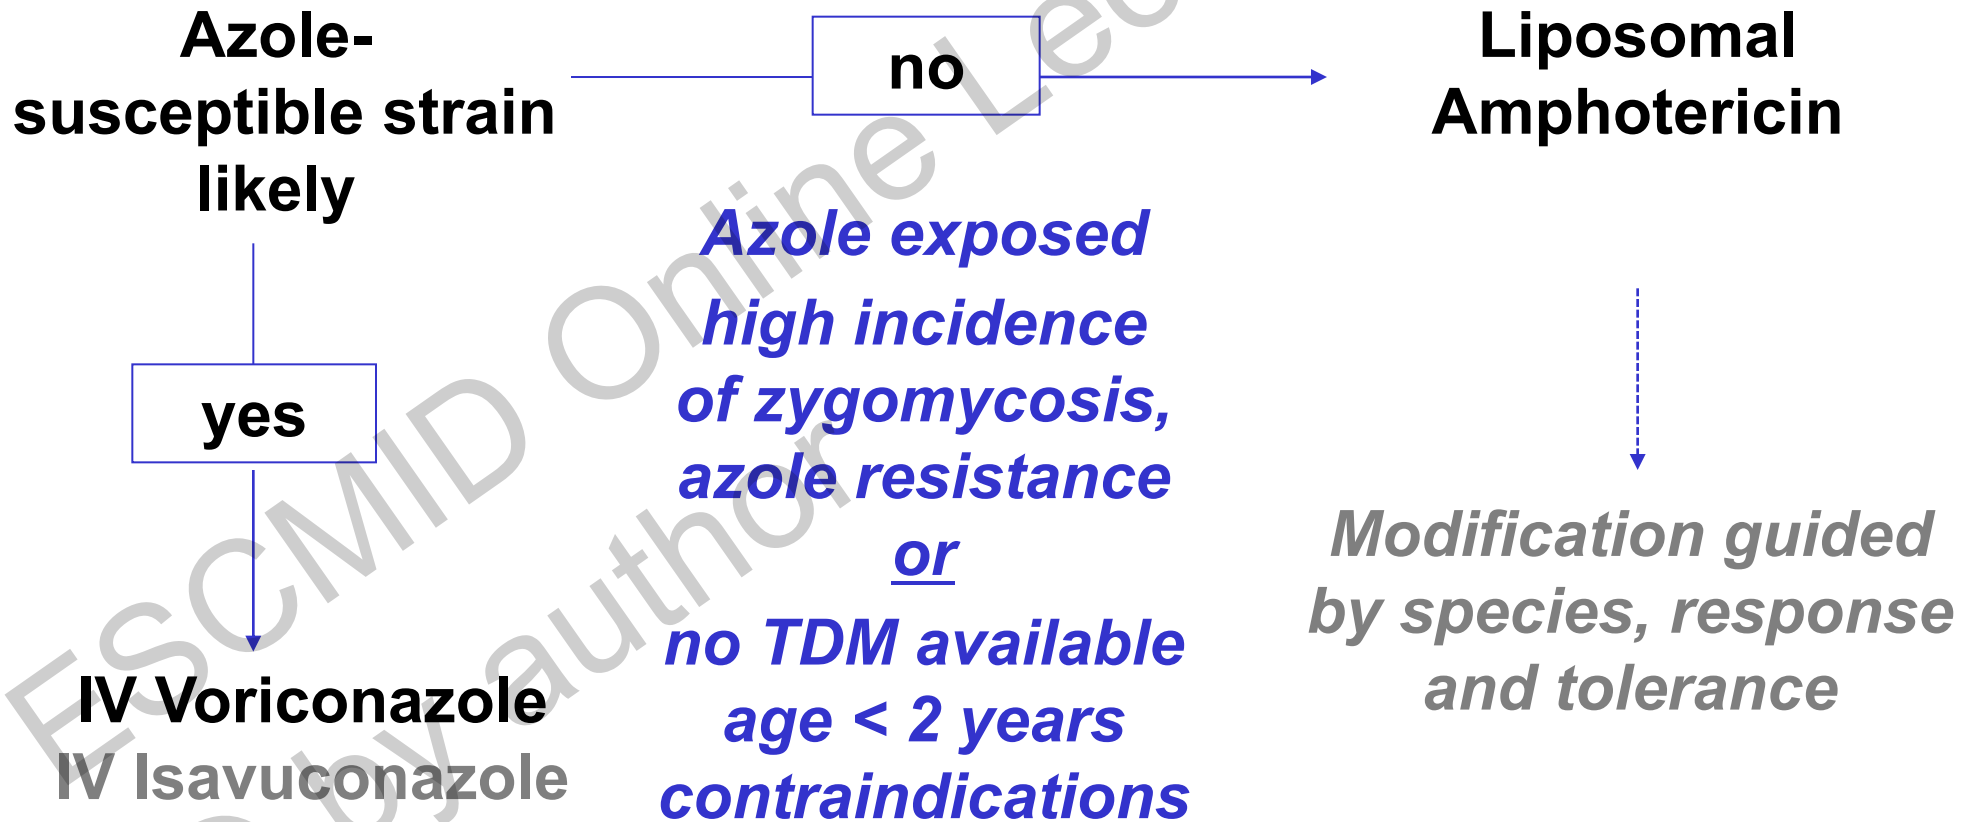 Azole-
susceptible strain
likely
no
Liposomal
Amphotericin
yes
IV Voriconazole
IV Isavuconazole
Azole exposed
high incidence
of zygomycosis,
azole resistance
or
no TDM available
age < 2 years
contraindications
Modification guided
by species, response
and tolerance
ESCMID Online Lec
by author